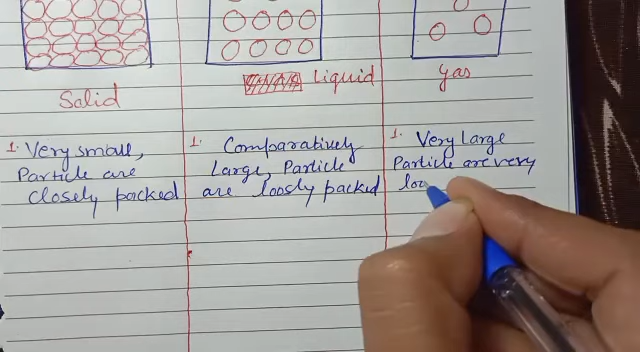 Solid
Liquid
Gas
1. Very small,
Particle are
closely packed
1. Comparatively
Large, Particle
are loosly packed
1. Very large
Particle are very
loo